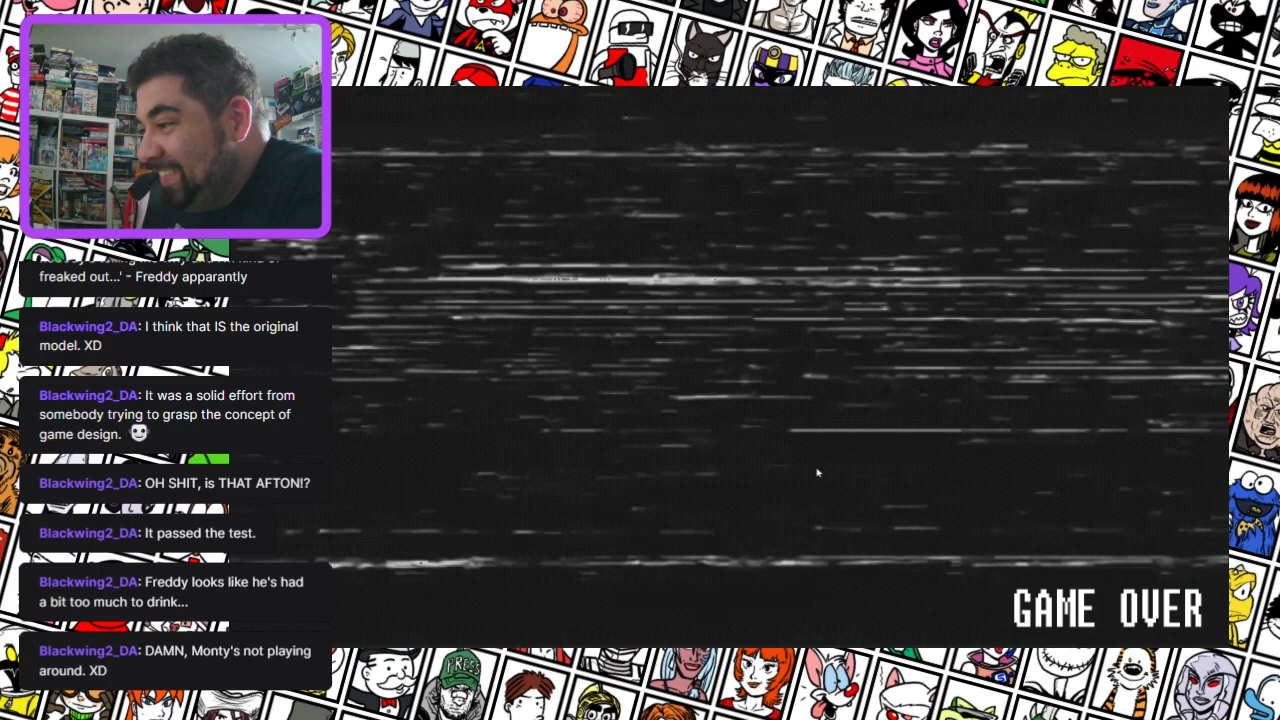 freaked out...' - Freddy apparantly
Blackwing2_DA: I think that IS the original
model. XD
Blackwing2_DA: It was a solid effort from
somebody trying to grasp the concept of
game design.
Blackwing2_DA: OH SHIT, is THAT AFTON!?
Blackwing2_DA: It passed the test.
Blackwing2_DA: Freddy looks like he's had
a bit too much to drink...
Blackwing2_DA: DAMN, Monty's not playing
around. XD
GAME OVER
PRESS